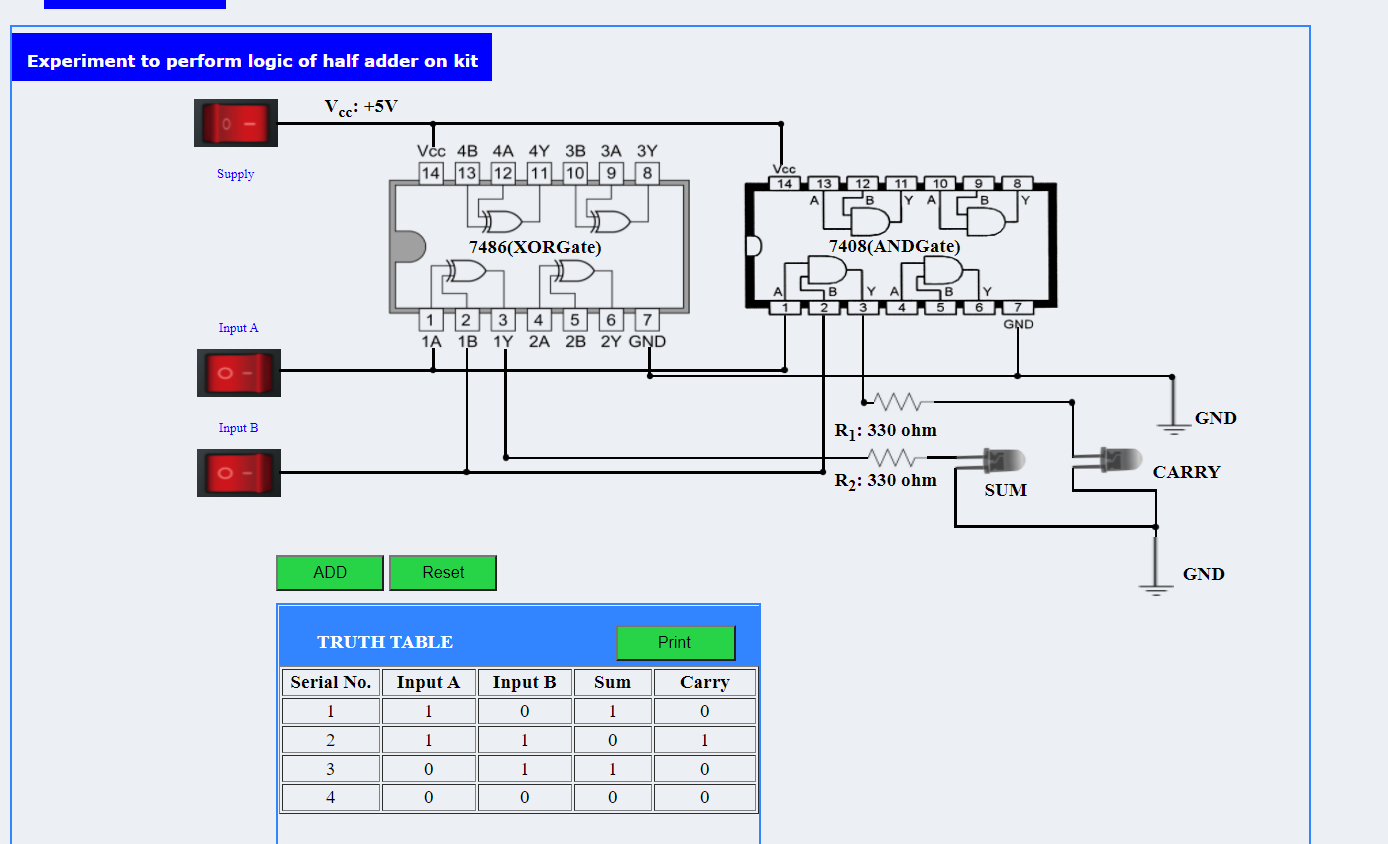 Experiment to perform logic of half adder on kit
Vcc: +5V
Supply
Vcc 4B 4A 4Y 3B 3A 3Y
14 13 12 11 10 9 8
7486(XORGate)
1 2 3 4 5 6 7
1A 1B 1Y 2A 2B 2Y GND
Vcc
14 13 12 11 10 9 8
A B Y A B Y
7408(ANDGate)
A B Y A B Y
1 2 3 4 5 6 7
GND
Input A
Input B
R1: 330 ohm
R2: 330 ohm
GND
SUM
CARRY
GND
ADD
Reset
TRUTH TABLE
Print
Serial No. Input A Input B Sum Carry
1 1 0 1 0
2 1 1 0 1
3 0 1 1 0
4 0 0 0 0